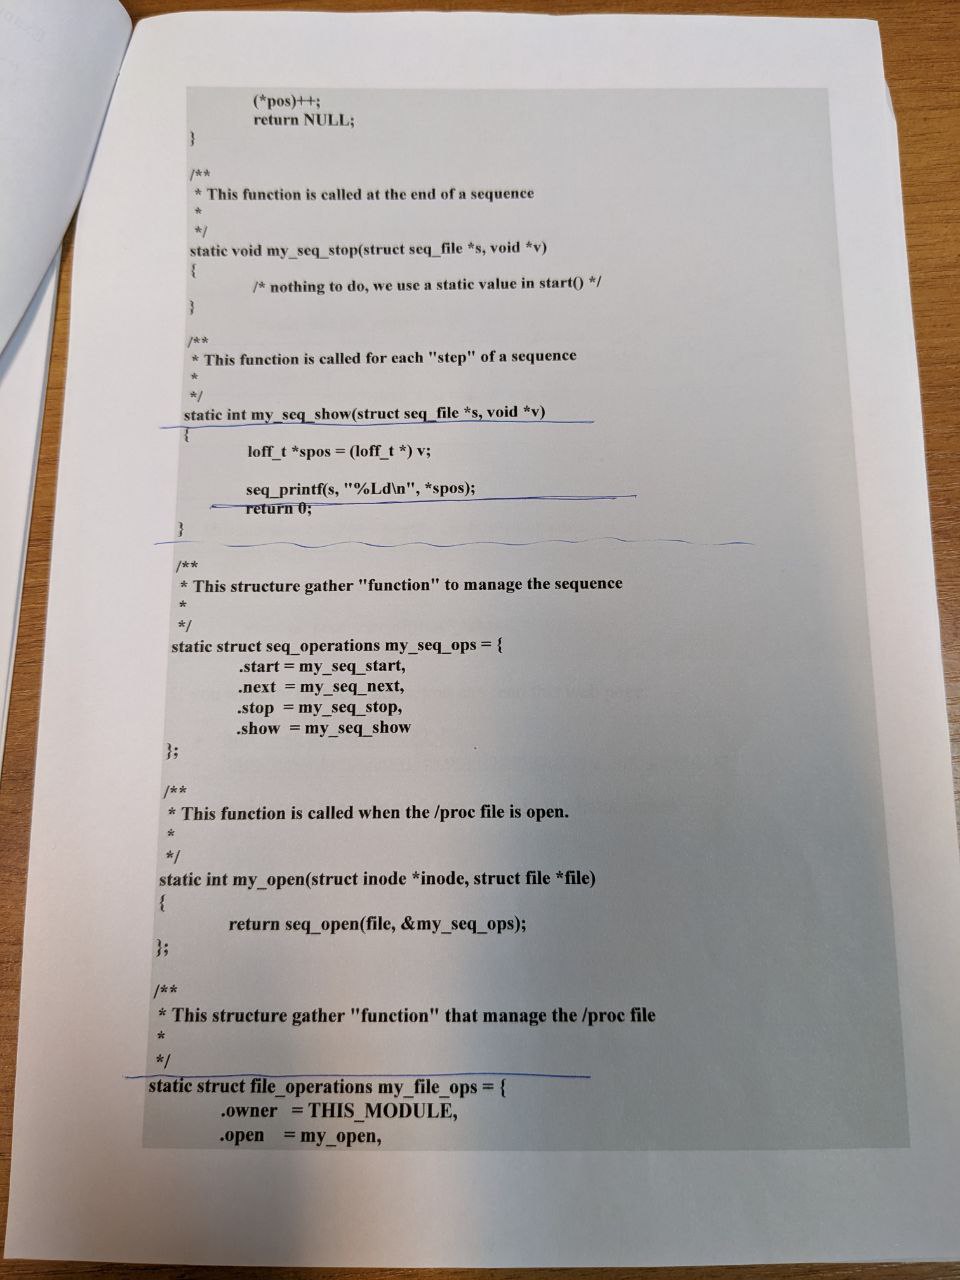 (*pos)++;
return NULL;
}
/**
* This function is called at the end of a sequence
*
*/
static void my_seq_stop(struct seq_file *s, void *v)
{
/* nothing to do, we use a static value in start() */
}
/**
* This function is called for each "step" of a sequence
*
*/
static int my_seq_show(struct seq_file *s, void *v)
{
loff_t *spos = (loff_t *) v;
seq_printf(s, "%Ld\n", *spos);
return 0;
}
/**
* This structure gather "function" to manage the sequence
*
*/
static struct seq_operations my_seq_ops = {
.start = my_seq_start,
.next = my_seq_next,
.stop = my_seq_stop,
.show = my_seq_show
};
/**
* This function is called when the /proc file is open.
*
*/
static int my_open(struct inode *inode, struct file *file)
{
return seq_open(file, &my_seq_ops);
};
/**
* This structure gather "function" that manage the /proc file
*
*/
static struct file_operations my_file_ops = {
.owner = THIS_MODULE,
.open = my_open,